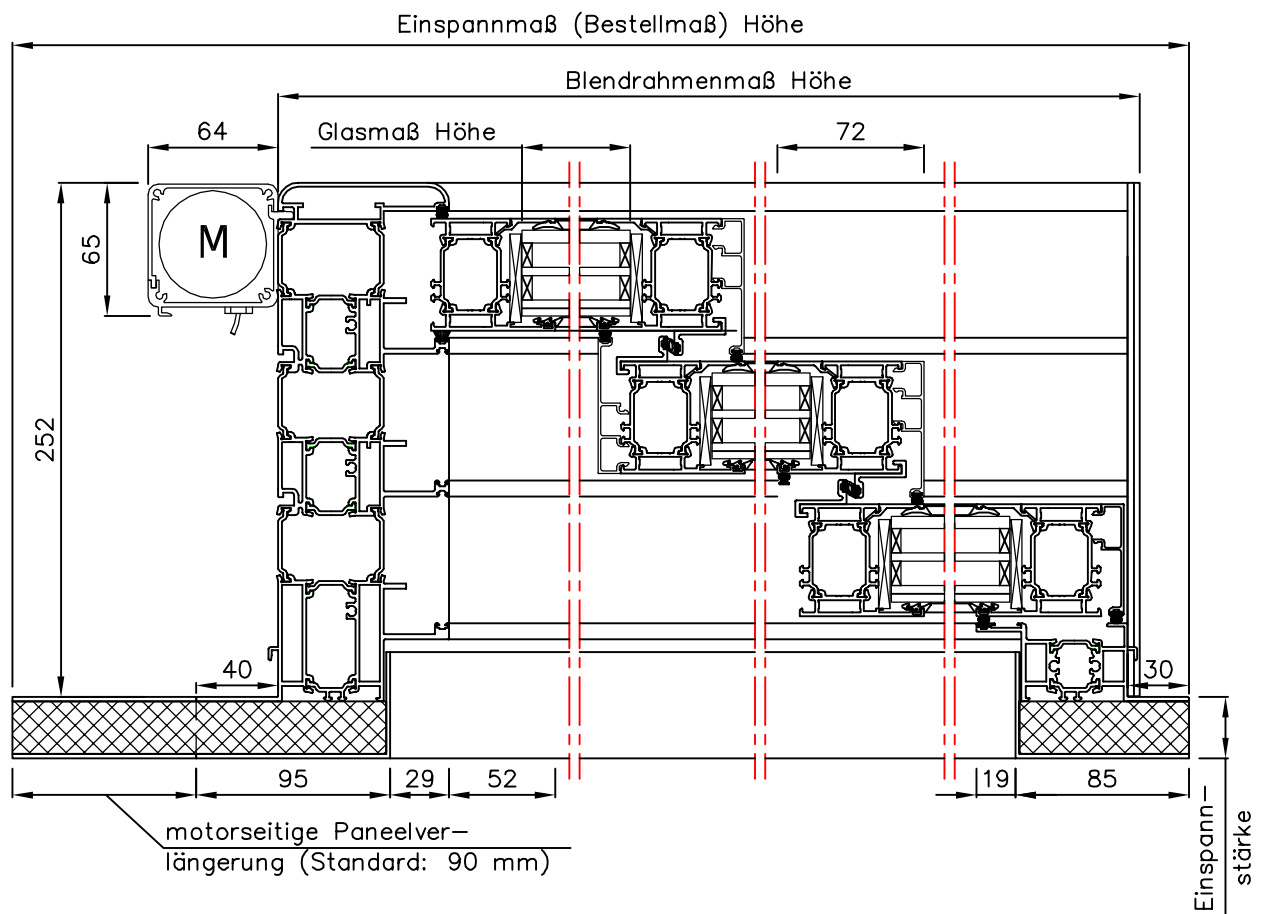 Einspannmaß (Bestellmaß) Höhe
Blendrahmenmaß Höhe
64
Glasmaß Höhe
72
65
M
252
40
30
95
29
52
19
85
motorseitige Paneelver–
längerung (Standard: 90 mm)
Einspann–
stärke